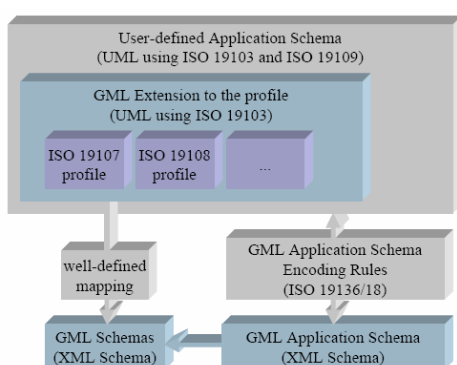 User-defined Application Schema
(UML using ISO 19103 and ISO 19109)
GML Extension to the profile
(UML using ISO 19103)
ISO 19107
profile
ISO 19108
profile
...
well-defined
mapping
GML Application Schema
Encoding Rules
(ISO 19136/18)
GML Schemas
(XML Schema)
GML Application Schema
(XML Schema)